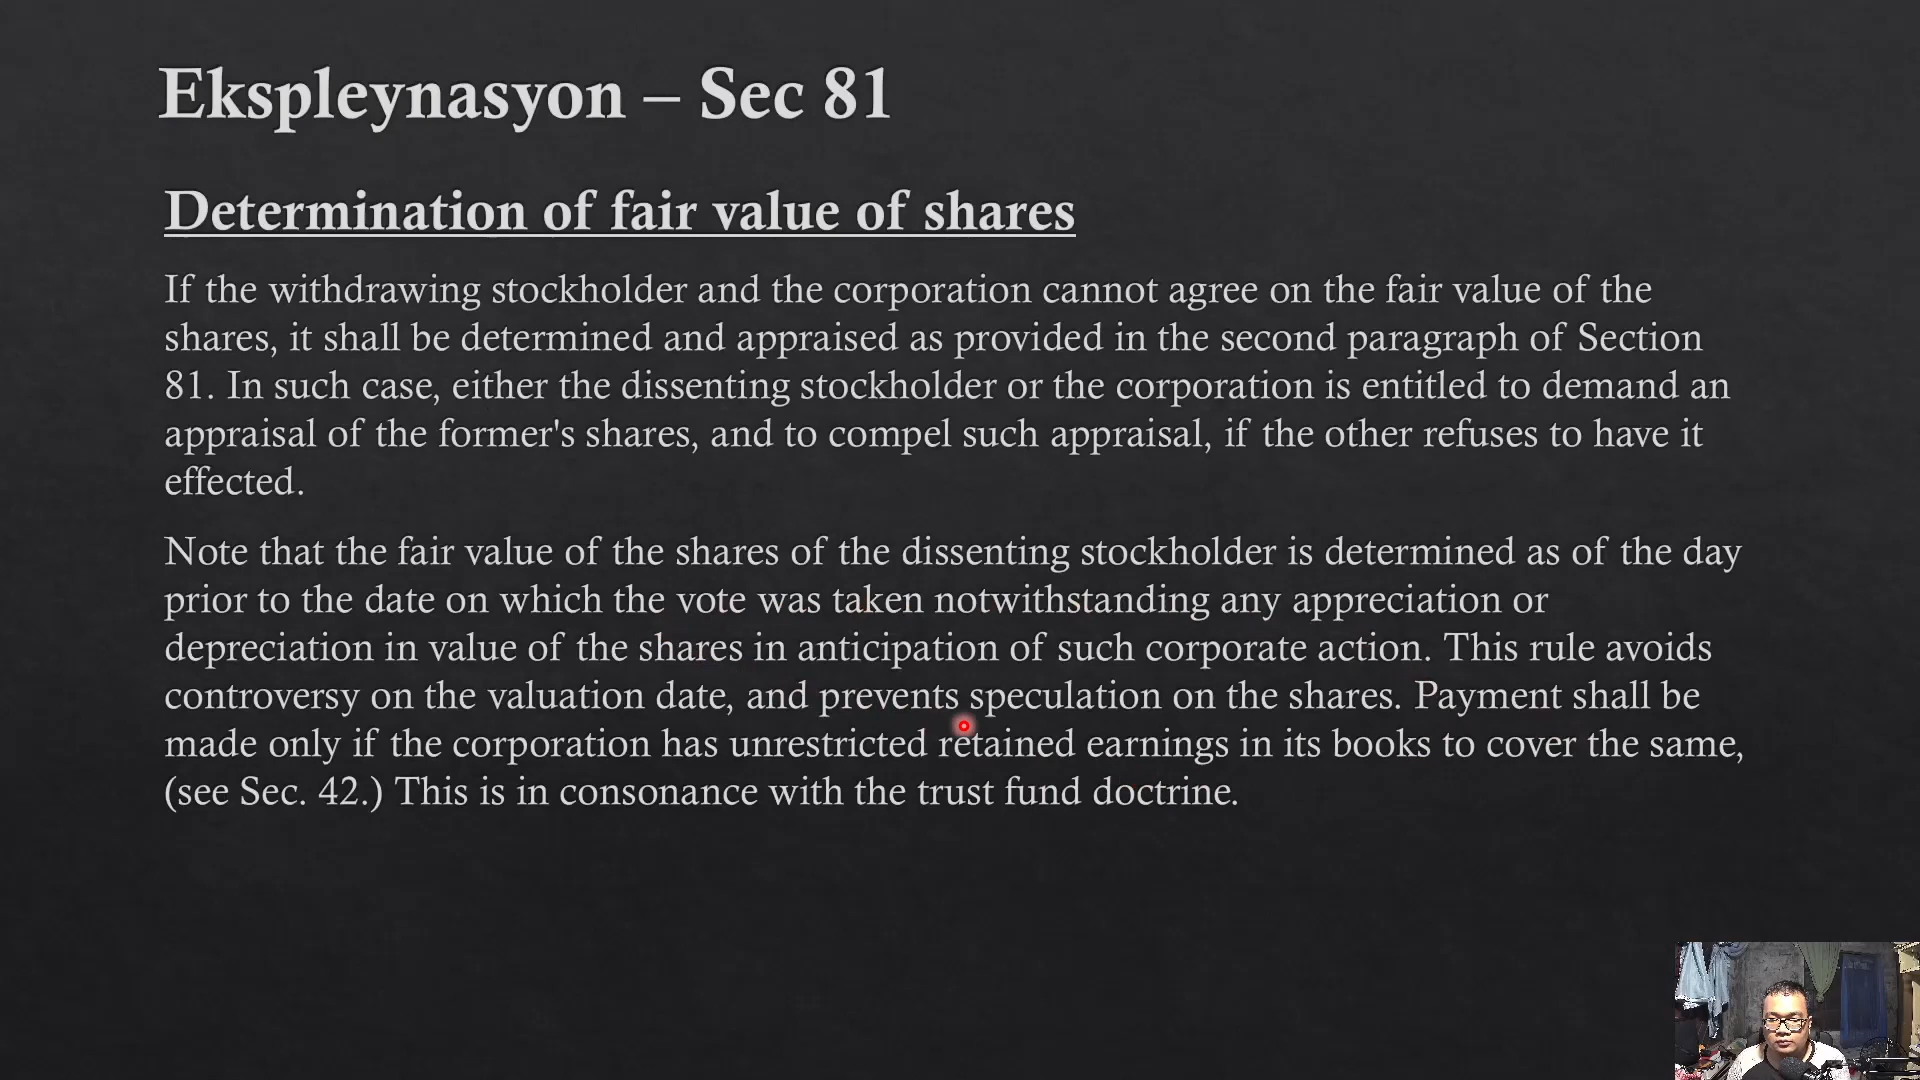 Ekspleynasyon – Sec 81
Determination of fair value of shares
If the withdrawing stockholder and the corporation cannot agree on the fair value of the
shares, it shall be determined and appraised as provided in the second paragraph of Section
81. In such case, either the dissenting stockholder or the corporation is entitled to demand an
appraisal of the former's shares, and to compel such appraisal, if the other refuses to have it
effected.
Note that the fair value of the shares of the dissenting stockholder is determined as of the day
prior to the date on which the vote was taken notwithstanding any appreciation or
depreciation in value of the shares in anticipation of such corporate action. This rule avoids
controversy on the valuation date, and prevents speculation on the shares. Payment shall be
made only if the corporation has unrestricted retained earnings in its books to cover the same,
(see Sec. 42.) This is in consonance with the trust fund doctrine.